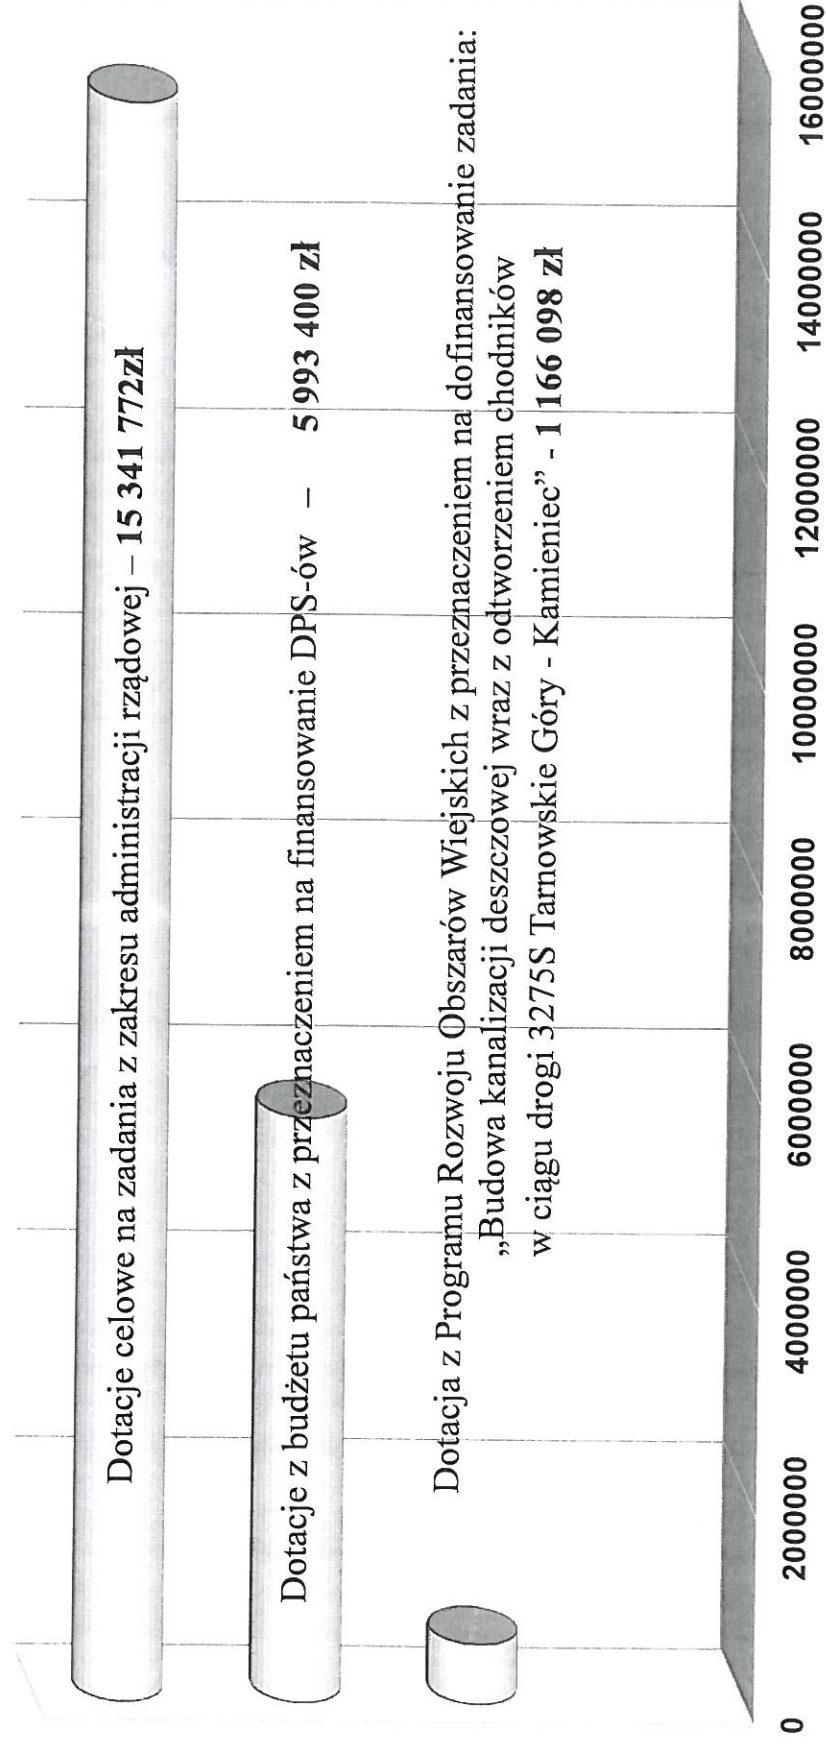 Dotacje celowe na zadania z zakresu administracji rządowej – 15 341 772zł
Dotacje z budżetu państwa z przeznaczeniem na finansowanie DPS-ów – 5 993 400 zł
Dotacja z Programu Rozwoju Obszarów Wiejskich z przeznaczeniem na dofinansowanie zadania:
„Budowa kanalizacji deszczowej wraz z odtworzeniem chodników
w ciągu drogi 3275S Tarnowskie Góry - Kamieniec” - 1 166 098 zł
0 2000000 4000000 6000000 8000000 10000000 12000000 14000000 16000000